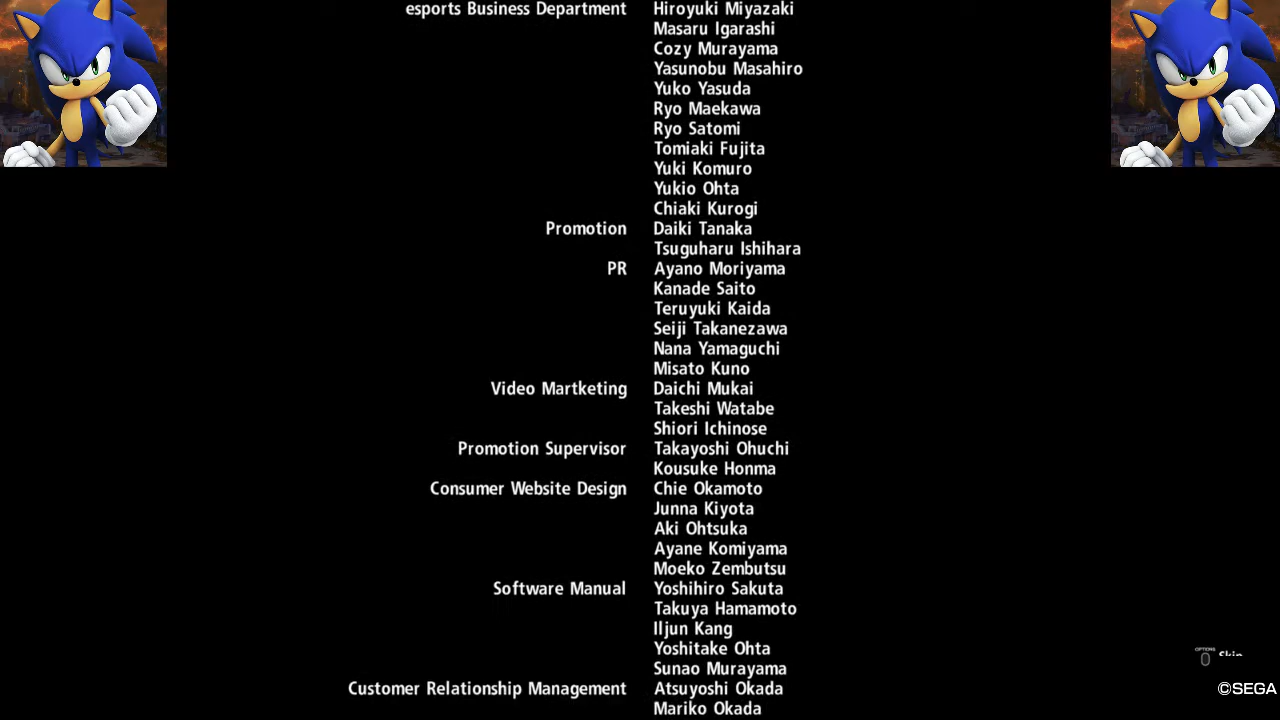 esports Business Department Hiroyuki Miyazaki
Masaru Igarashi
Cozy Murayama
Yasunobu Masahiro
Yuko Yasuda
Ryo Maekawa
Ryo Satomi
Tomiaki Fujita
Yuki Komuro
Yukio Ohta
Chiaki Kurogi
Promotion Daiki Tanaka
Tsuguharu Ishihara
PR Ayano Moriyama
Kanade Saito
Teruyuki Kaida
Seiji Takanezawa
Nana Yamaguchi
Misato Kuno
Video Martketing Daichi Mukai
Takeshi Watabe
Shiori Ichinose
Promotion Supervisor Takayoshi Ohuchi
Kousuke Honma
Consumer Website Design Chie Okamoto
Junna Kiyota
Aki Ohtsuka
Ayane Komiyama
Moeko Zembutsu
Software Manual Yoshihiro Sakuta
Takuya Hamamoto
Iljun Kang
Yoshitake Ohta
Sunao Murayama
OPTIONS Skip
Customer Relationship Management Atsuyoshi Okada
Mariko Okada
©SEGA